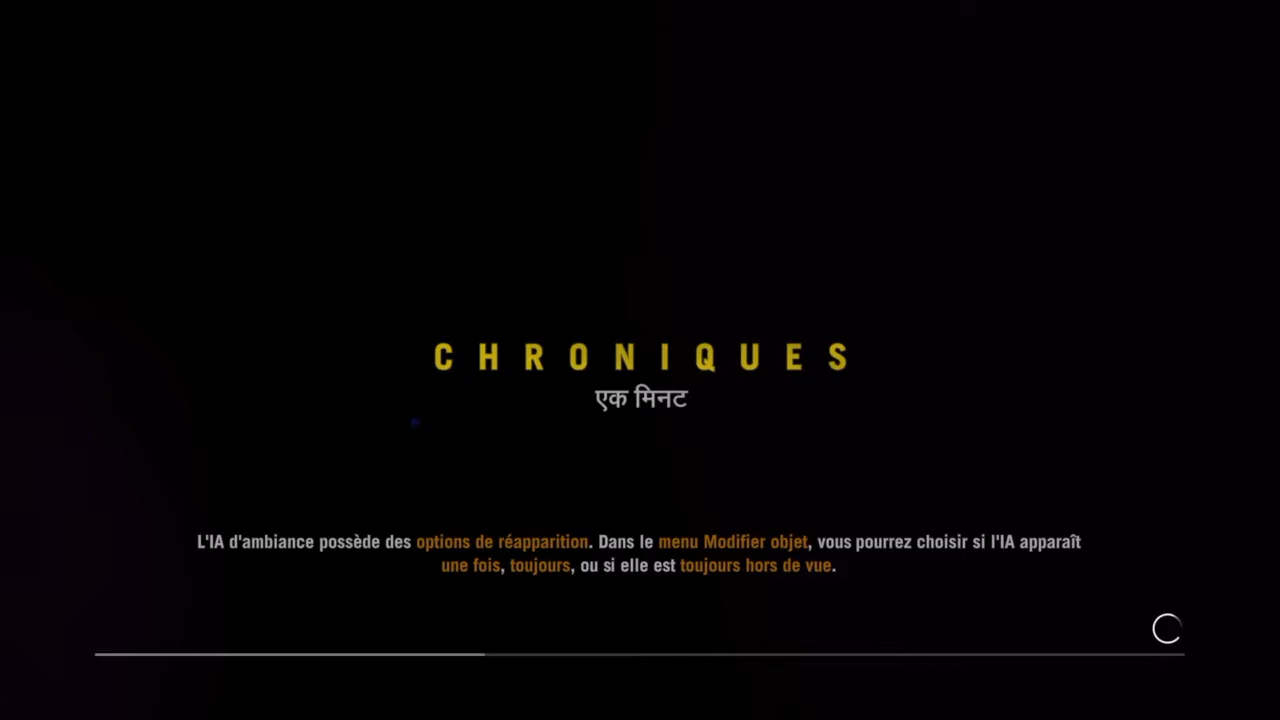 CHRONIQUES
एक मिनट
L'IA d'ambiance possède des options de réapparition. Dans le menu Modifier objet, vous pourrez choisir si l'IA apparaît
une fois, toujours, ou si elle est toujours hors de vue.